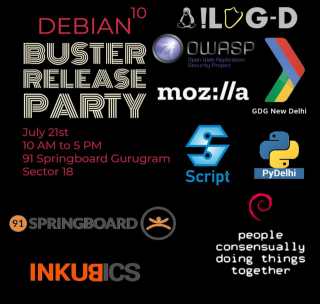 DEBIAN 10
BUSTER
RELEASE
PARTY
July 21st
10 AM to 5 PM
91 Springboard Gurugram
Sector 18
!LUG-D
OWASP
Open Web Application
Security Project
moz://a
GDG New Delhi
Script
PyDelhi
91 SPRINGBOARD
INKUBICS
people
consensually
doing things
together